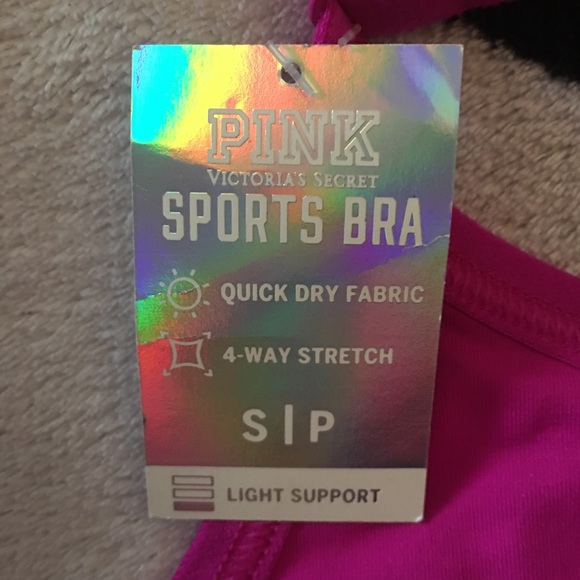 PINK
VICTORIA'S SECRET
SPORTS BRA
QUICK DRY FABRIC
4-WAY STRETCH
S|P
LIGHT SUPPORT